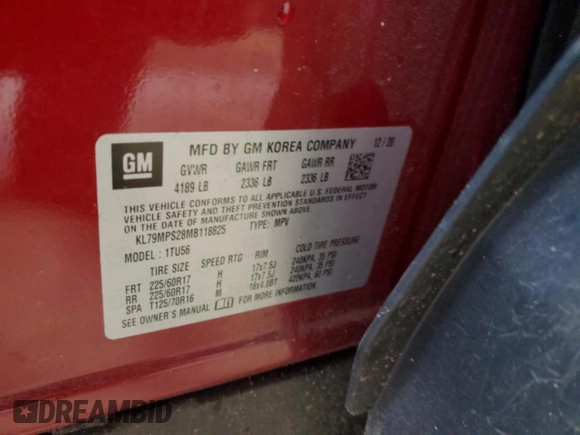 GM
MFD BY GM KOREA COMPANY 12/20
GVWR GAWR FRT GAWR RR
4189 LB 2336 LB 2336 LB
THIS VEHICLE CONFORMS TO ALL APPLICABLE U.S. FEDERAL MOTOR
VEHICLE SAFETY AND THEFT PREVENTION STANDARDS IN EFFECT
ON THE DATE OF MANUFACTURE SHOWN ABOVE.
KL79MPS28MB118825 TYPE: MPV
MODEL: 1TU56
TIRE SIZE SPEED RTG RIM COLD TIRE PRESSURE
FRT 225/60R17 H 17x7.5J 240KPA, 35 PSI
RR 225/60R17 H 17x7.5J 240KPA, 35 PSI
SPA T125/70R16 M 16x4.0BT 420KPA, 60 PSI
SEE OWNER'S MANUAL FOR ADDITIONAL INFORMATION.
DREAMBID